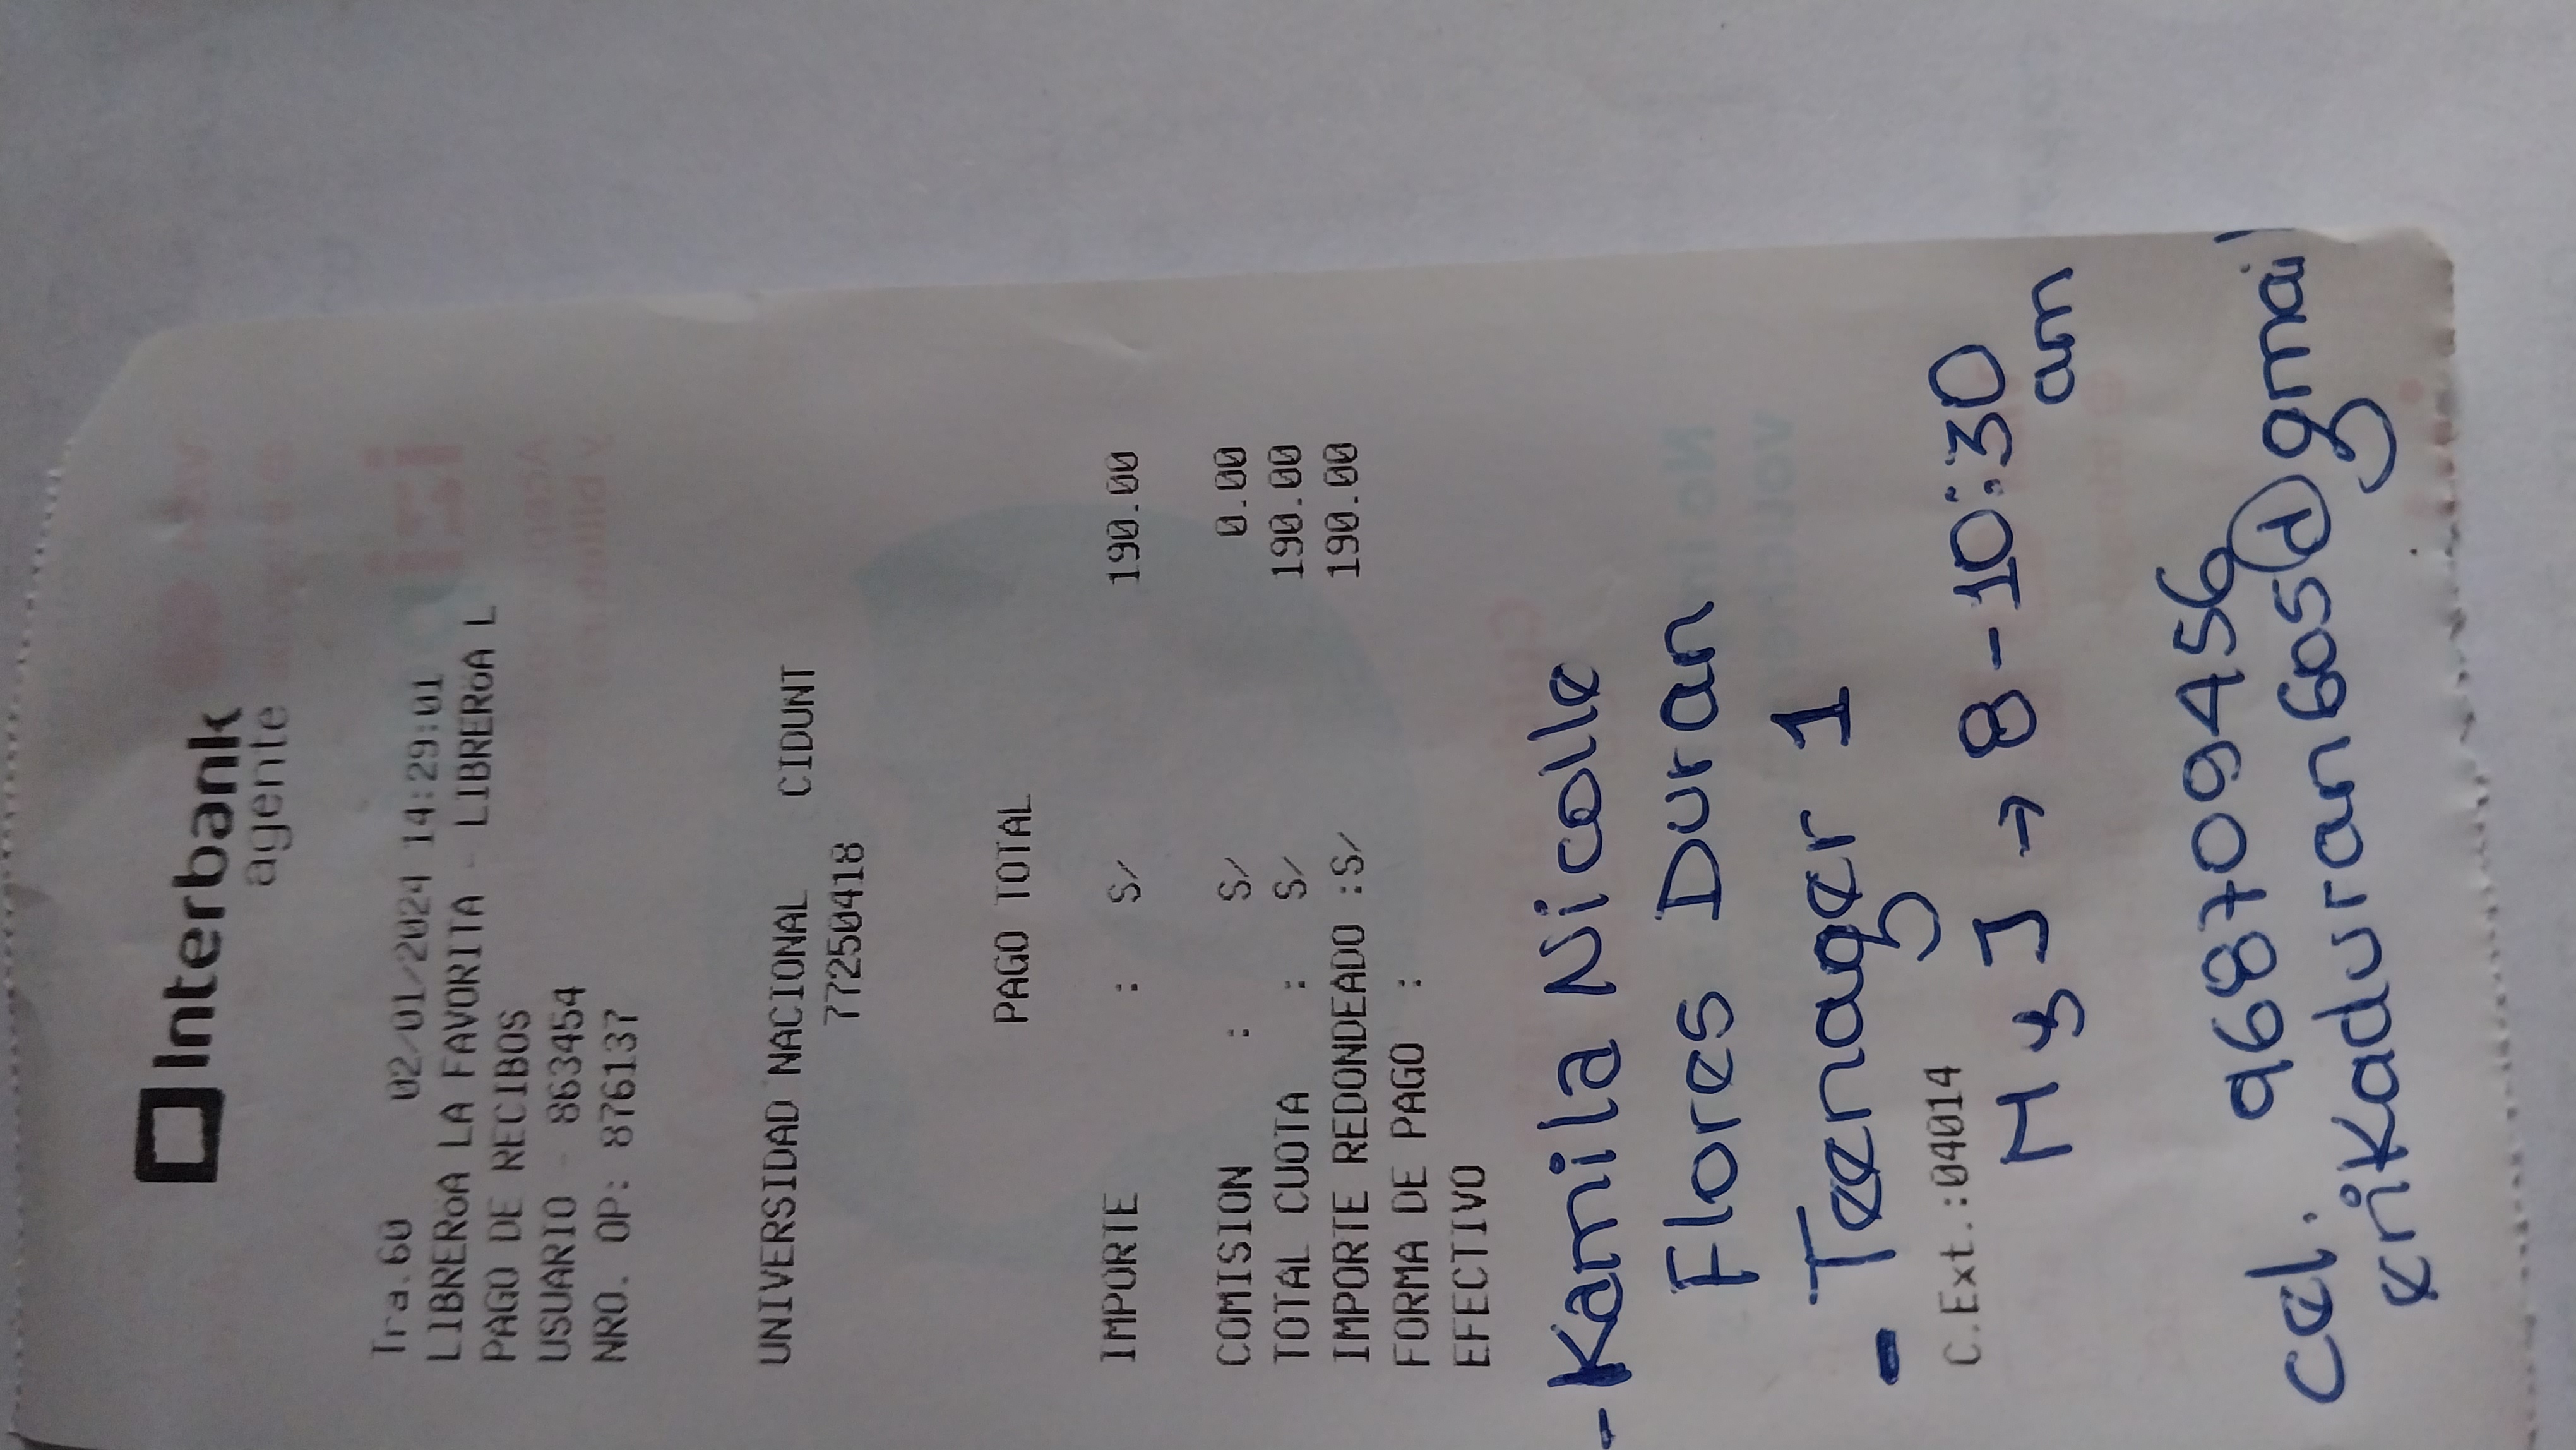 Interbank
agente
Tra.60 02/01/2024 14:29:01
LIBRERoA LA FAVORITA - LIBRERoA L
PAGO DE RECIBOS
USUARIO - 863454
NRO. OP: 876137
UNIVERSIDAD NACIONAL CIDUNT
77250418
PAGO TOTAL
IMPORTE : S/ 190.00
COMISION : S/ 0.00
TOTAL CUOTA : S/ 190.00
IMPORTE REDONDEADO :S/ 190.00
FORMA DE PAGO :
EFECTIVO
- Kamila Nicolle
Flores Duran
- Teenager 1
C.Ext.:04014
M y J → 8 - 10:30
am
cel. 968709456
erikaduran60s@gmail